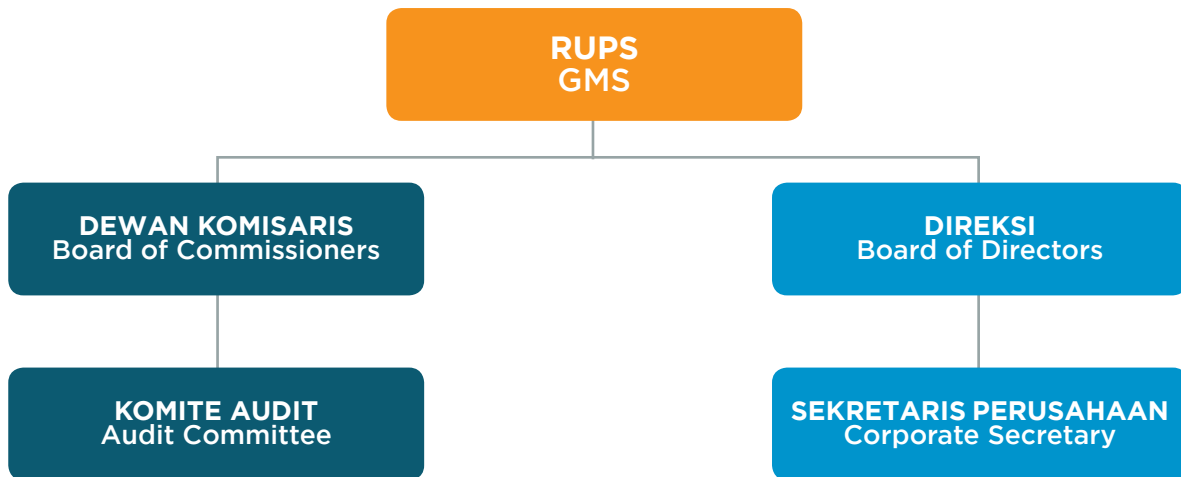 RUPS
GMS
DEWAN KOMISARIS
Board of Commissioners
DIREKSI
Board of Directors
KOMITE AUDIT
Audit Committee
SEKRETARIS PERUSAHAAN
Corporate Secretary